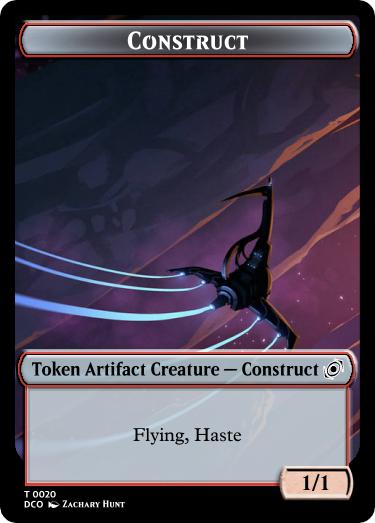 Construct
Token Artifact Creature — Construct
Flying, Haste
1/1
T 0020
DCO Zachary Hunt